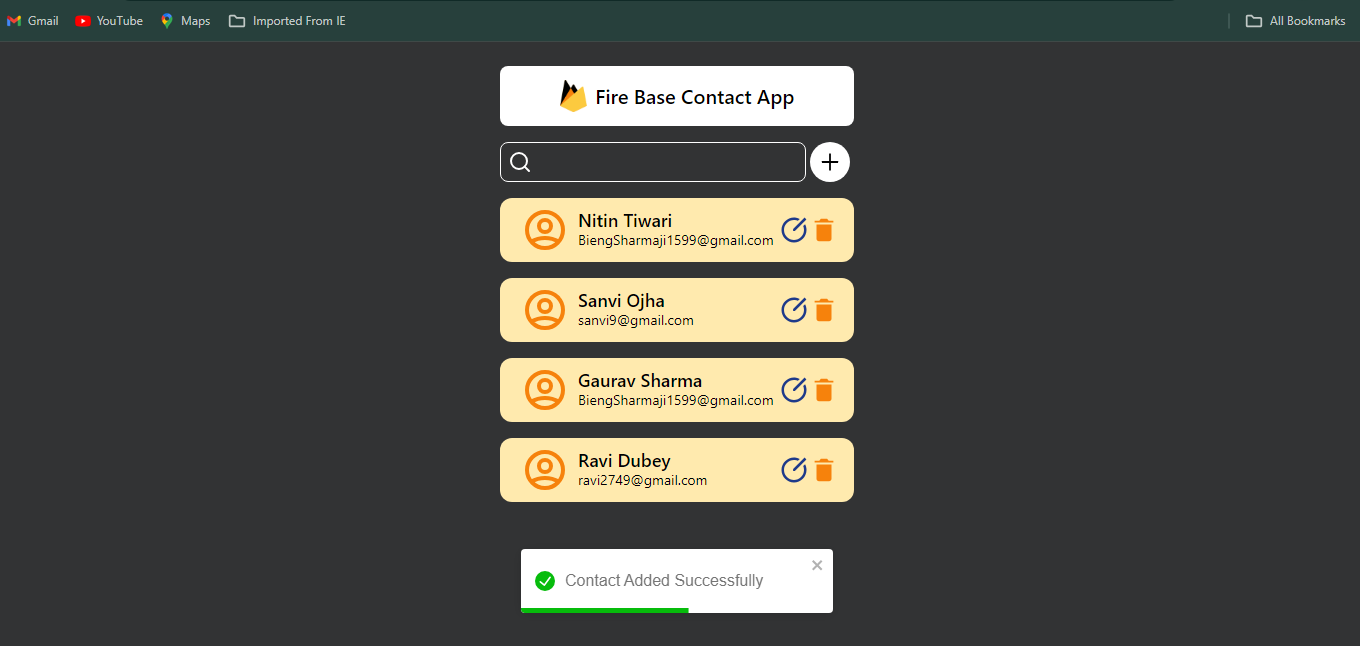 Gmail YouTube Maps Imported From IE All Bookmarks
Fire Base Contact App
Nitin Tiwari
BiengSharmaji1599@gmail.com
Sanvi Ojha
sanvi9@gmail.com
Gaurav Sharma
BiengSharmaji1599@gmail.com
Ravi Dubey
ravi2749@gmail.com
Contact Added Successfully